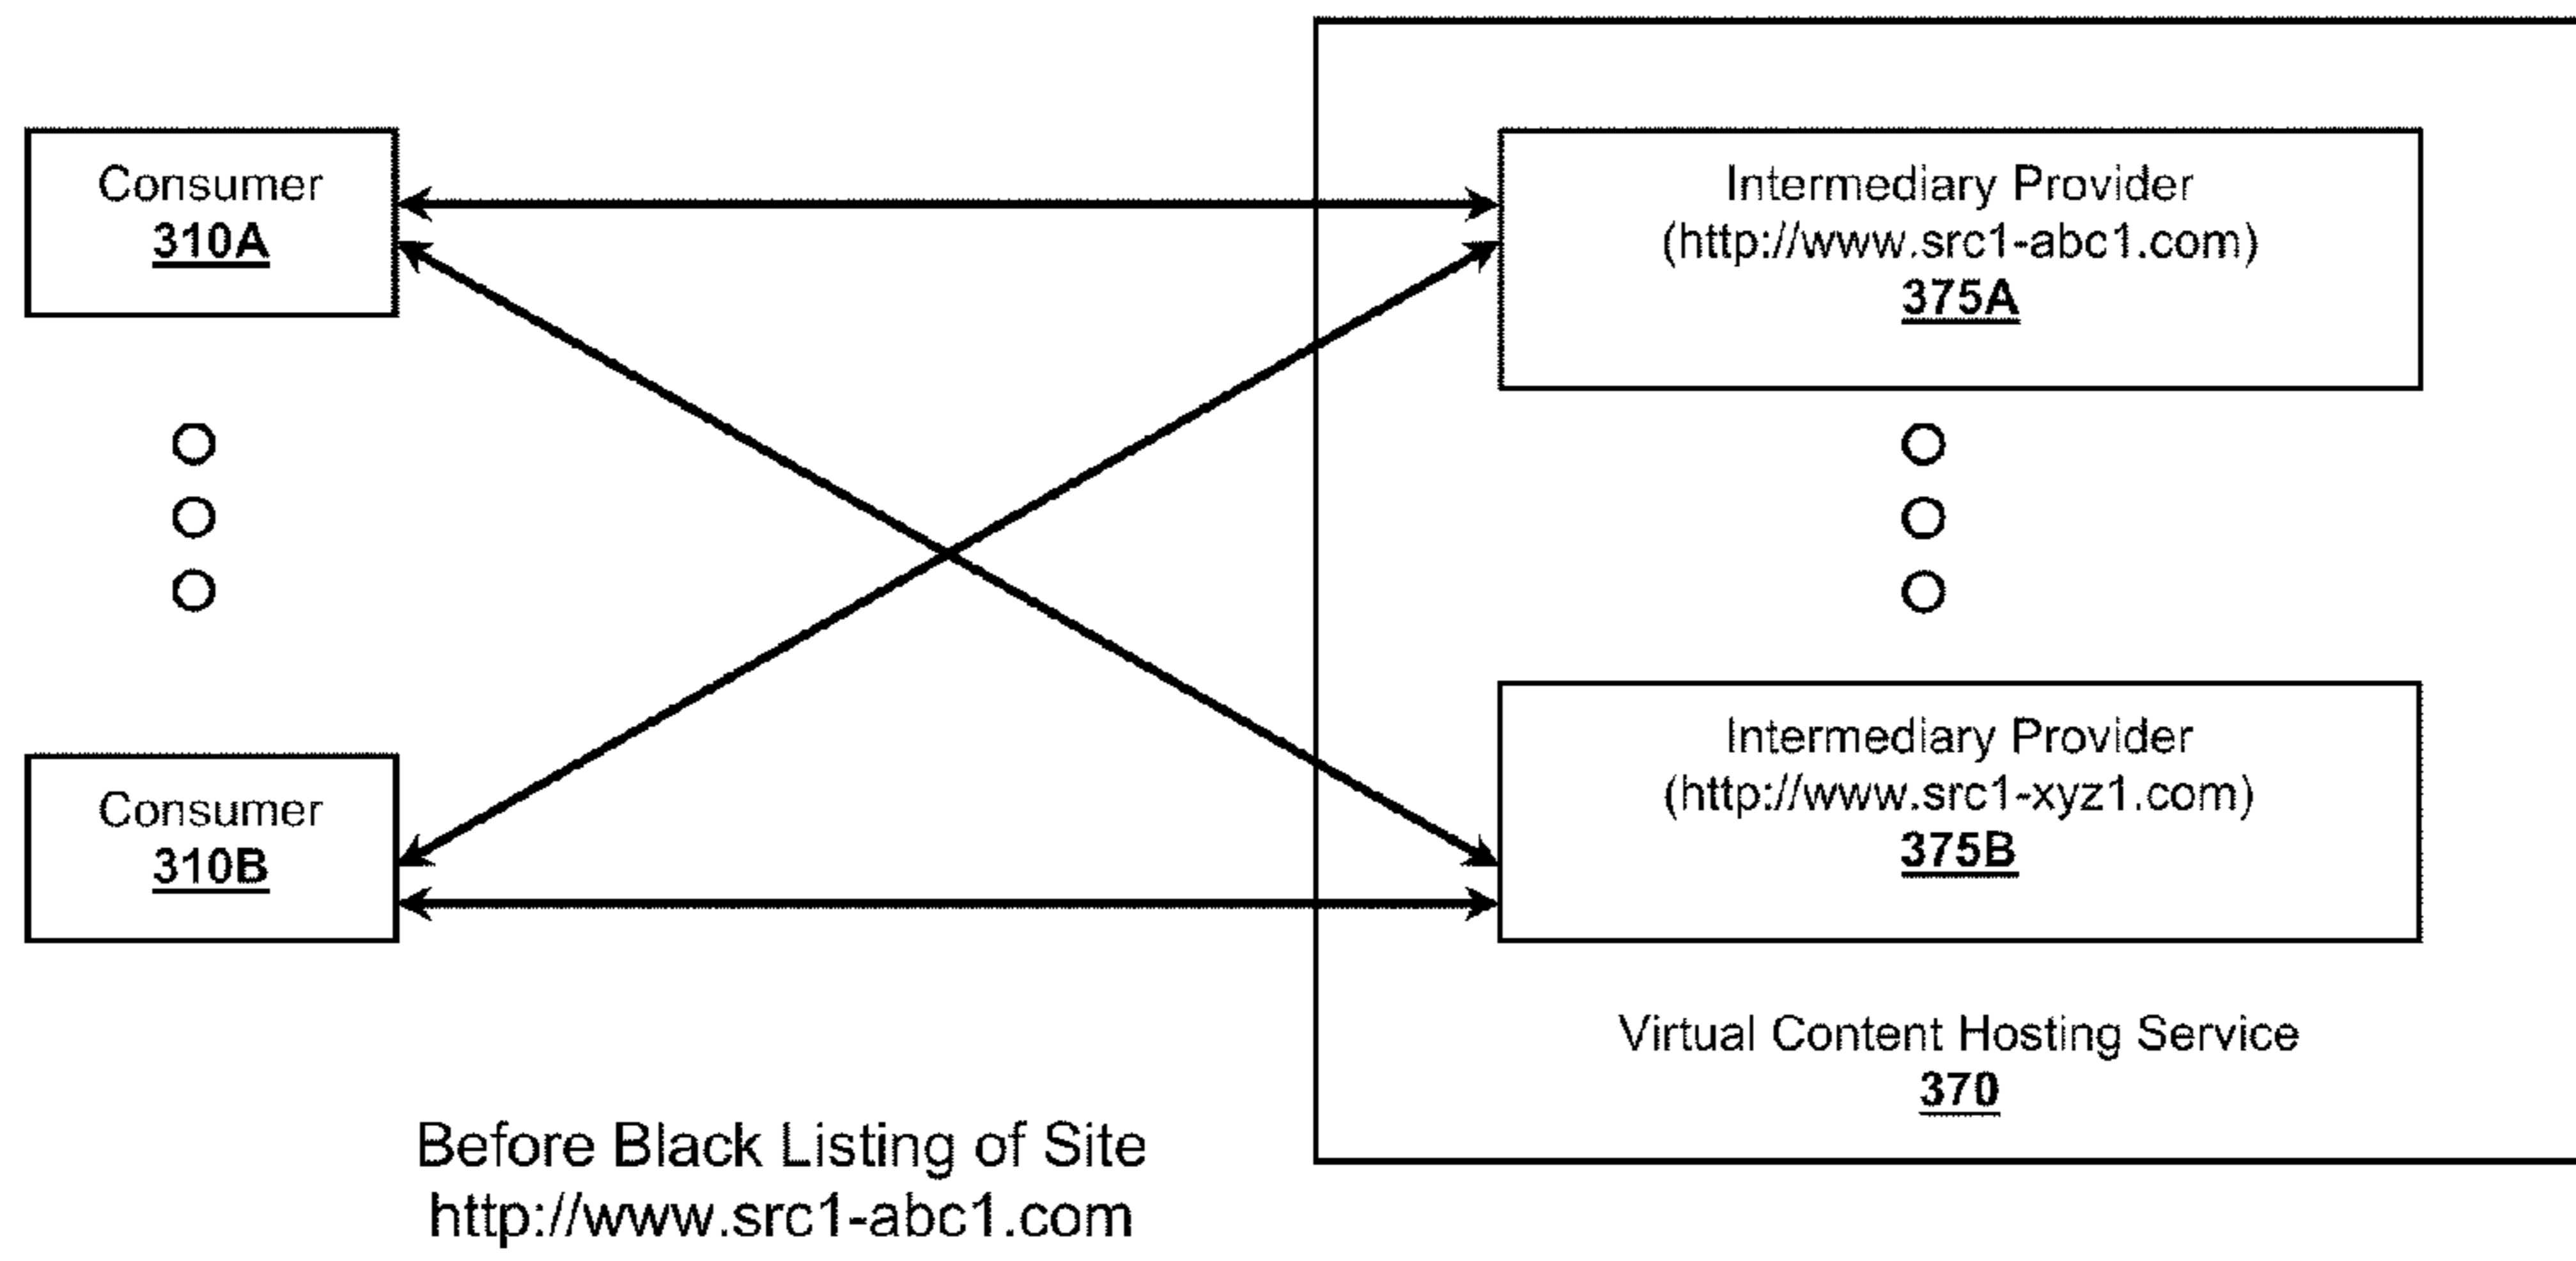 Consumer
310A
Intermediary Provider
(http://www.src1-abc1.com)
375A
Consumer
310B
Intermediary Provider
(http://www.src1-xyz1.com)
375B
Virtual Content Hosting Service
370
Before Black Listing of Site
http://www.src1-abc1.com